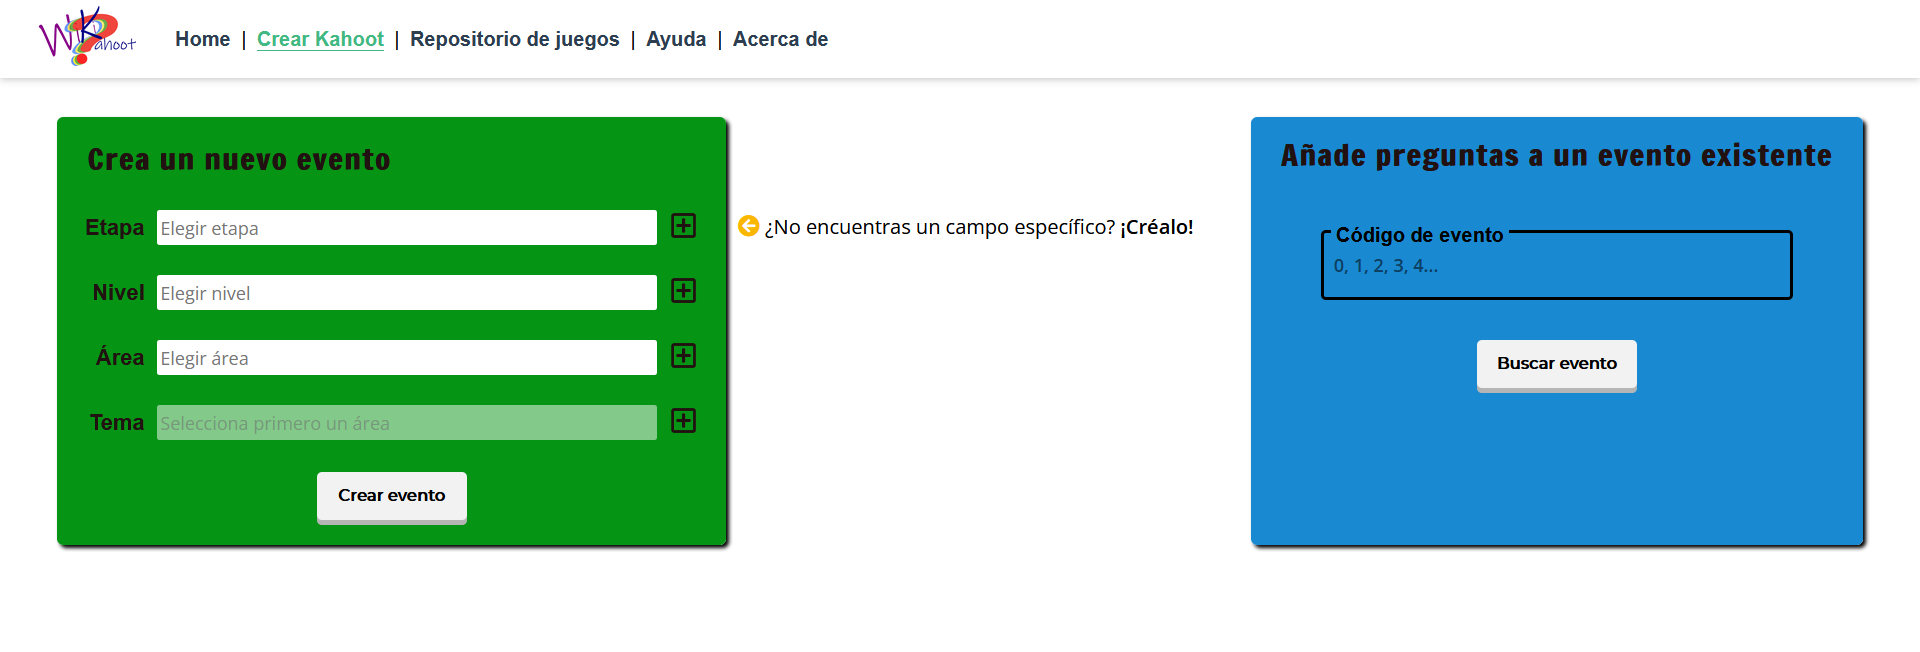 WiKahoot
Home | Crear Kahoot | Repositorio de juegos | Ayuda | Acerca de
Crea un nuevo evento
Etapa Elegir etapa
¿No encuentras un campo específico? ¡Créalo!
Nivel Elegir nivel
Área Elegir área
Tema Selecciona primero un área
Crear evento
Añade preguntas a un evento existente
Código de evento
0, 1, 2, 3, 4...
Buscar evento